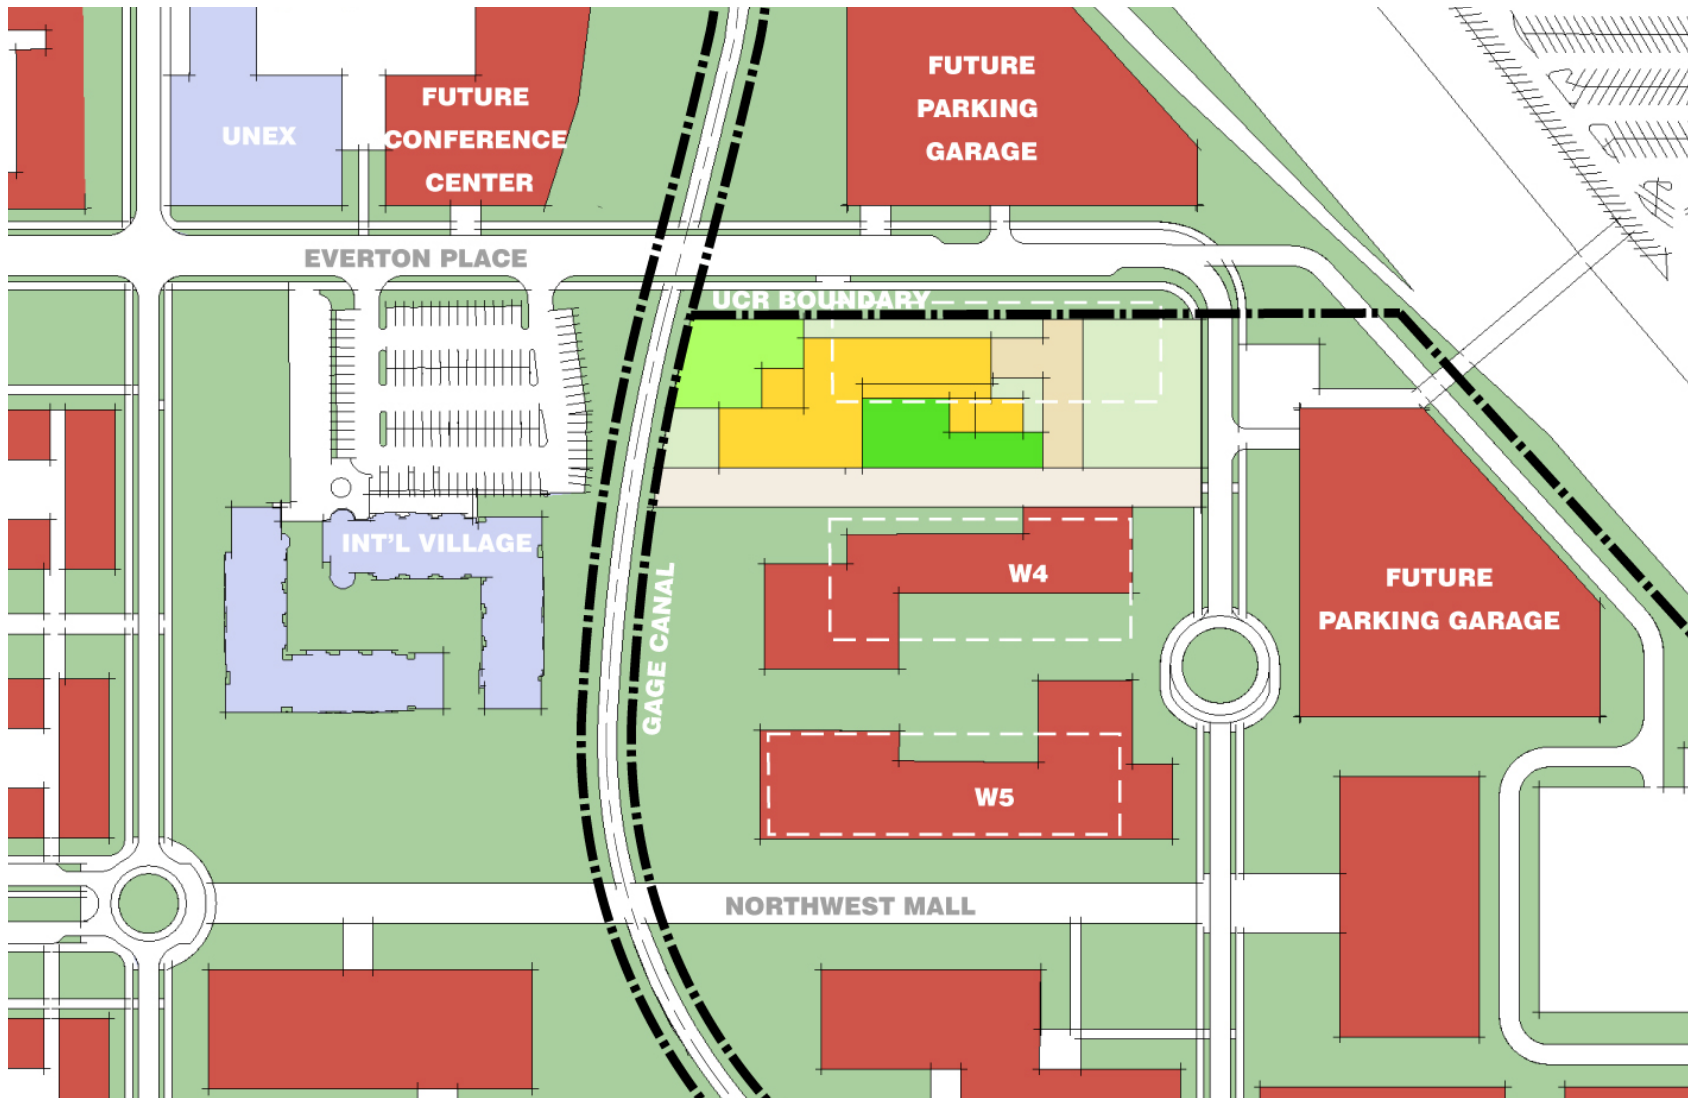 FUTURE
PARKING
GARAGE
FUTURE
CONFERENCE
CENTER
UNEX
EVERTON PLACE
UCR BOUNDARY
INT'L VILLAGE
W4
FUTURE
PARKING GARAGE
GAGE CANAL
W5
NORTHWEST MALL